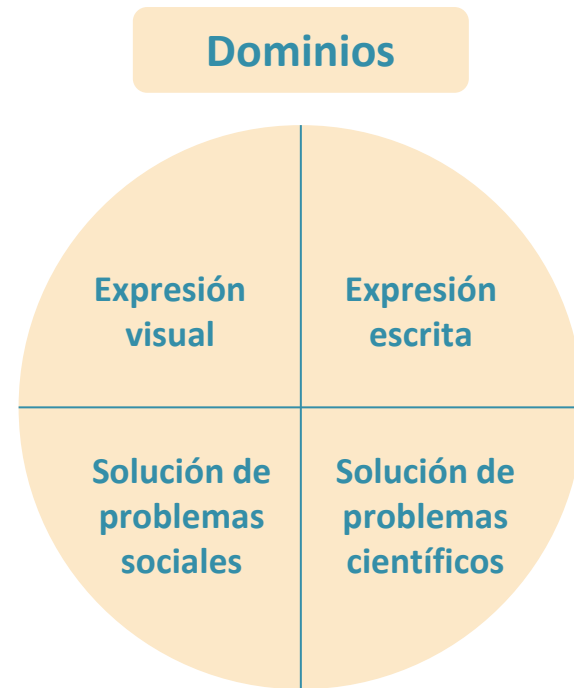 Dominios
Expresión
visual
Expresión
escrita
Solución de
problemas
sociales
Solución de
problemas
científicos